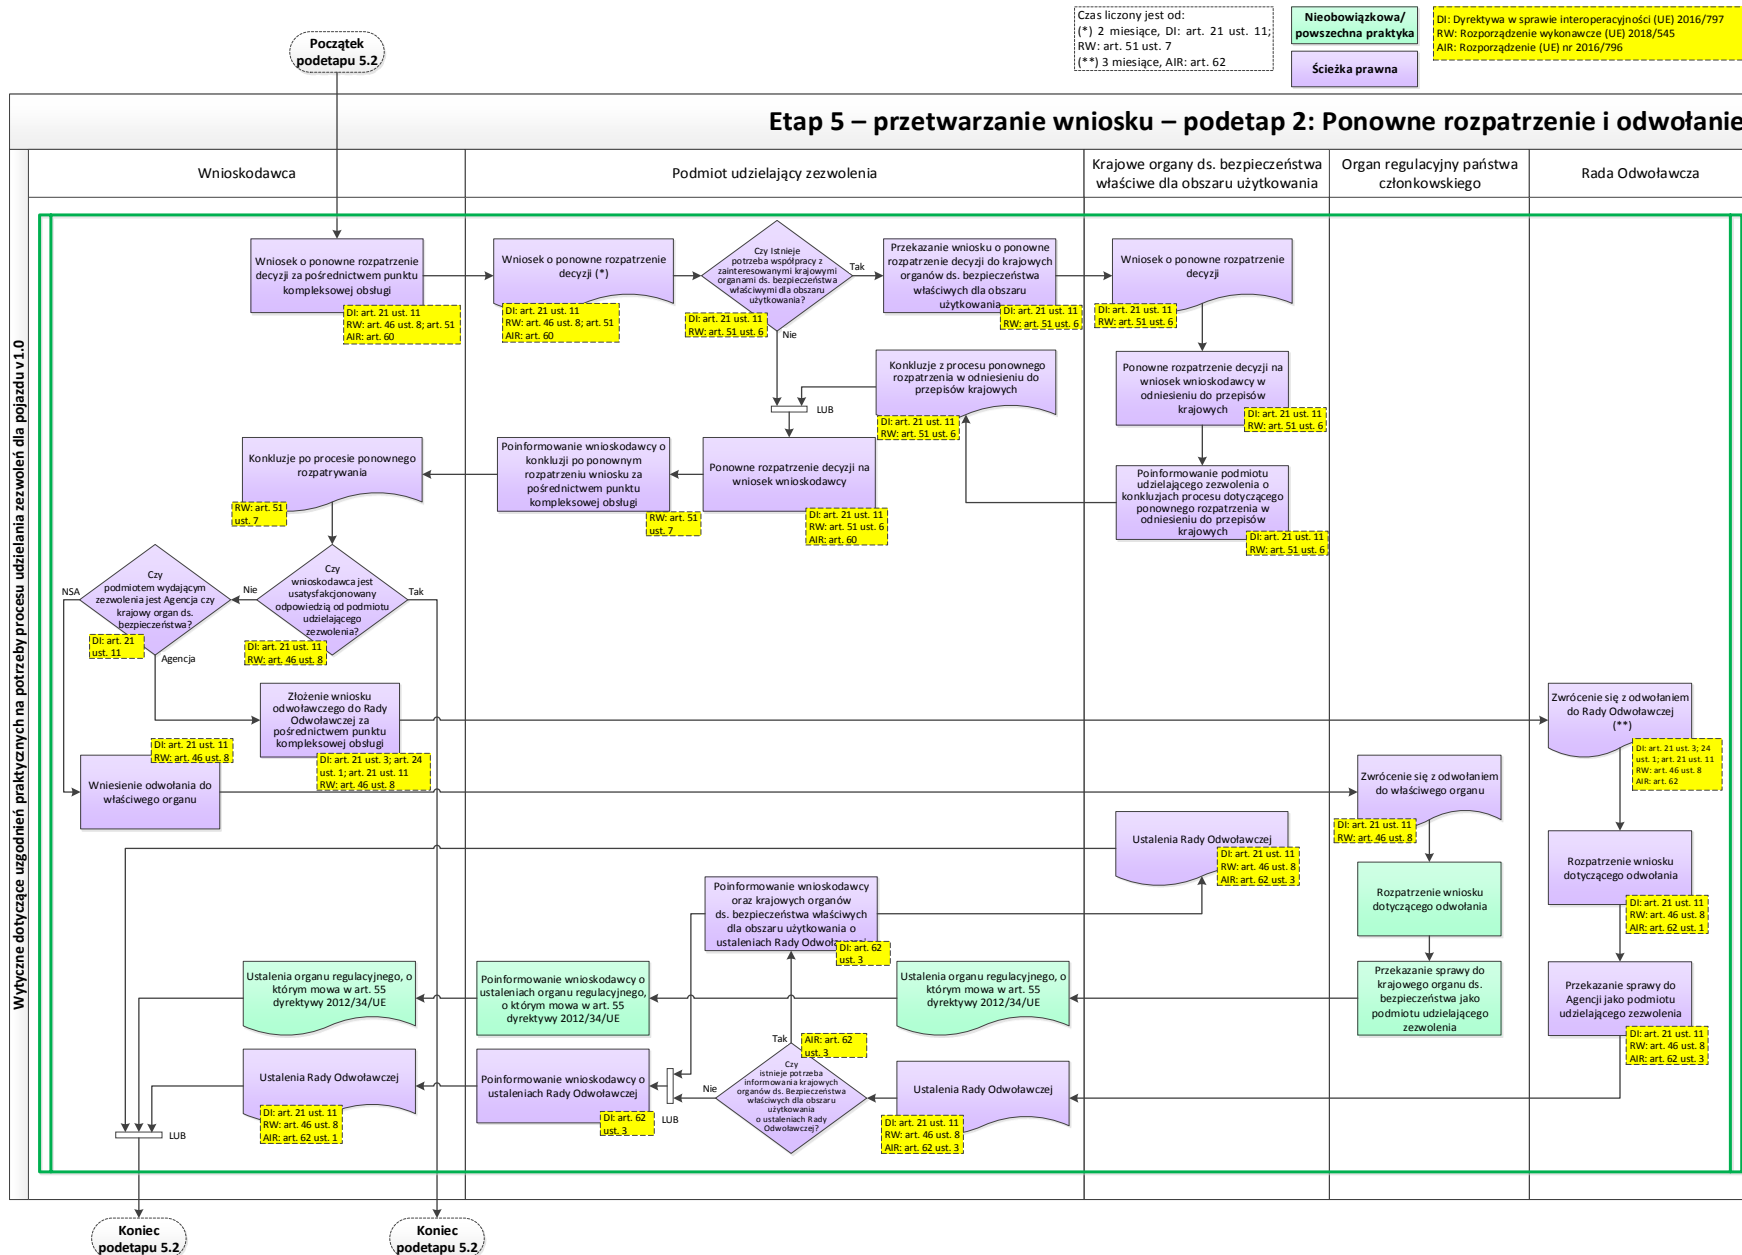 Czas liczony jest od:
(*) 2 miesiące, DI: art. 21 ust. 11;
RW: art. 51 ust. 7
(**) 3 miesiące, AIR: art. 62
Nieobowiązkowa/
powszechna praktyka
Ścieżka prawna
DI: Dyrektywa w sprawie interoperacyjności (UE) 2016/797
RW: Rozporządzenie wykonawcze (UE) 2018/545
AIR: Rozporządzenie (UE) nr 2016/796
Początek
podetapu 5.2
Etap 5 – przetwarzanie wniosku – podetap 2: Ponowne rozpatrzenie i odwołanie
Wytyczne dotyczące uzgodnień praktycznych na potrzeby procesu udzielania zezwoleń dla pojazdu v1.0
Wnioskodawca
Podmiot udzielający zezwolenia
Krajowe organy ds. bezpieczeństwa
właściwe dla obszaru użytkowania
Organ regulacyjny państwa
członkowskiego
Rada Odwoławcza
Wniosek o ponowne rozpatrzenie
decyzji za pośrednictwem punktu
kompleksowej obsługi
DI: art. 21 ust. 11
RW: art. 46 ust. 8; art. 51
AIR: art. 60
Wniosek o ponowne rozpatrzenie
decyzji (*)
DI: art. 21 ust. 11
RW: art. 46 ust. 8; art. 51
AIR: art. 60
Czy Istnieje
potrzeba współpracy z
zainteresowanymi krajowymi
organami ds. bezpieczeństwa
właściwymi dla obszaru
użytkowania?
DI: art. 21 ust. 11
RW: art. 51 ust. 6
Tak
Nie
Przekazanie wniosku o ponowne
rozpatrzenie decyzji do krajowych
organów ds. bezpieczeństwa
właściwych dla obszaru
użytkowania
DI: art. 21 ust. 11
RW: art. 51 ust. 6
Wniosek o ponowne rozpatrzenie
decyzji
DI: art. 21 ust. 11
RW: art. 51 ust. 6
Ponowne rozpatrzenie decyzji na
wniosek wnioskodawcy w
odniesieniu do przepisów
krajowych
DI: art. 21 ust. 11
RW: art. 51 ust. 6
Konkluzje z procesu ponownego
rozpatrzenia w odniesieniu do
przepisów krajowych
DI: art. 21 ust. 11
RW: art. 51 ust. 6
LUB
Konkluzje po procesie ponownego
rozpatrywania
RW: art. 51
ust. 7
Poinformowanie wnioskodawcy o
konkluzji po ponownym
rozpatrzeniu wniosku za
pośrednictwem punktu
kompleksowej obsługi
RW: art. 51
ust. 7
Ponowne rozpatrzenie decyzji na
wniosek wnioskodawcy
DI: art. 21 ust. 11
RW: art. 51 ust. 6
AIR: art. 60
Poinformowanie podmiotu
udzielającego zezwolenia o
konkluzjach procesu dotyczącego
ponownego rozpatrzenia w
odniesieniu do przepisów
krajowych
DI: art. 21 ust. 11
RW: art. 51 ust. 6
NSA
Czy
podmiotem wydającym
zezwolenia jest Agencja czy
krajowy organ ds.
bezpieczeństwa?
DI: art. 21
ust. 11
Nie
Agencja
Czy
wnioskodawca jest
usatysfakcjonowany
odpowiedzią od podmiotu
udzielającego
zezwolenia?
DI: art. 21 ust. 11
RW: art. 46 ust. 8
Tak
Złożenie wniosku
odwoławczego do Rady
Odwoławczej za
pośrednictwem punktu
kompleksowej obsługi
DI: art. 21 ust. 3; art. 24
ust. 1; art. 21 ust. 11
RW: art. 46 ust. 8
DI: art. 21 ust. 11
RW: art. 46 ust. 8
Wniesienie odwołania do
właściwego organu
Zwrócenie się z odwołaniem
do Rady Odwoławczej
(**)
DI: art. 21 ust. 3; 24
ust. 1; art. 21 ust. 11
RW: art. 46 ust. 8
AIR: art. 62
Zwrócenie się z odwołaniem
do właściwego organu
DI: art. 21 ust. 11
RW: art. 46 ust. 8
Ustalenia Rady Odwoławczej
DI: art. 21 ust. 11
RW: art. 46 ust. 8
AIR: art. 62 ust. 3
Rozpatrzenie wniosku
dotyczącego odwołania
Rozpatrzenie wniosku
dotyczącego odwołania
DI: art. 21 ust. 11
RW: art. 46 ust. 8
AIR: art. 62 ust. 1
Poinformowanie wnioskodawcy
oraz krajowych organów
ds. bezpieczeństwa właściwych
dla obszaru użytkowania o
ustaleniach Rady
DI: art. 62
ust. 3
Ustalenia organu regulacyjnego, o
którym mowa w art. 55
dyrektywy 2012/34/UE
Poinformowanie wnioskodawcy o
ustaleniach organu regulacyjnego,
o którym mowa w art. 55
dyrektywy 2012/34/UE
Ustalenia organu regulacyjnego, o
którym mowa w art. 55
dyrektywy 2012/34/UE
Przekazanie sprawy do
krajowego organu ds.
bezpieczeństwa jako
podmiotu udzielającego
zezwolenia
Przekazanie sprawy do
Agencji jako podmiotu
udzielającego zezwolenia
DI: art. 21 ust. 11
RW: art. 46 ust. 8
AIR: art. 62 ust. 3
Ustalenia Rady Odwoławczej
DI: art. 21 ust. 11
RW: art. 46 ust. 8
AIR: art. 62 ust. 1
LUB
Poinformowanie wnioskodawcy o
ustaleniach Rady Odwoławczej
DI: art. 62
ust. 3
LUB
Tak
AIR: art. 62
ust. 3
Nie
Czy
istnieje potrzeba
informowania krajowych
organów ds. Bezpieczeństwa
właściwych dla obszaru
użytkowania
o ustaleniach Rady
Odwoławczej?
Ustalenia Rady Odwoławczej
DI: art. 21 ust. 11
RW: art. 46 ust. 8
AIR: art. 62 ust. 3
Koniec
podetapu 5.2
Koniec
podetapu 5.2